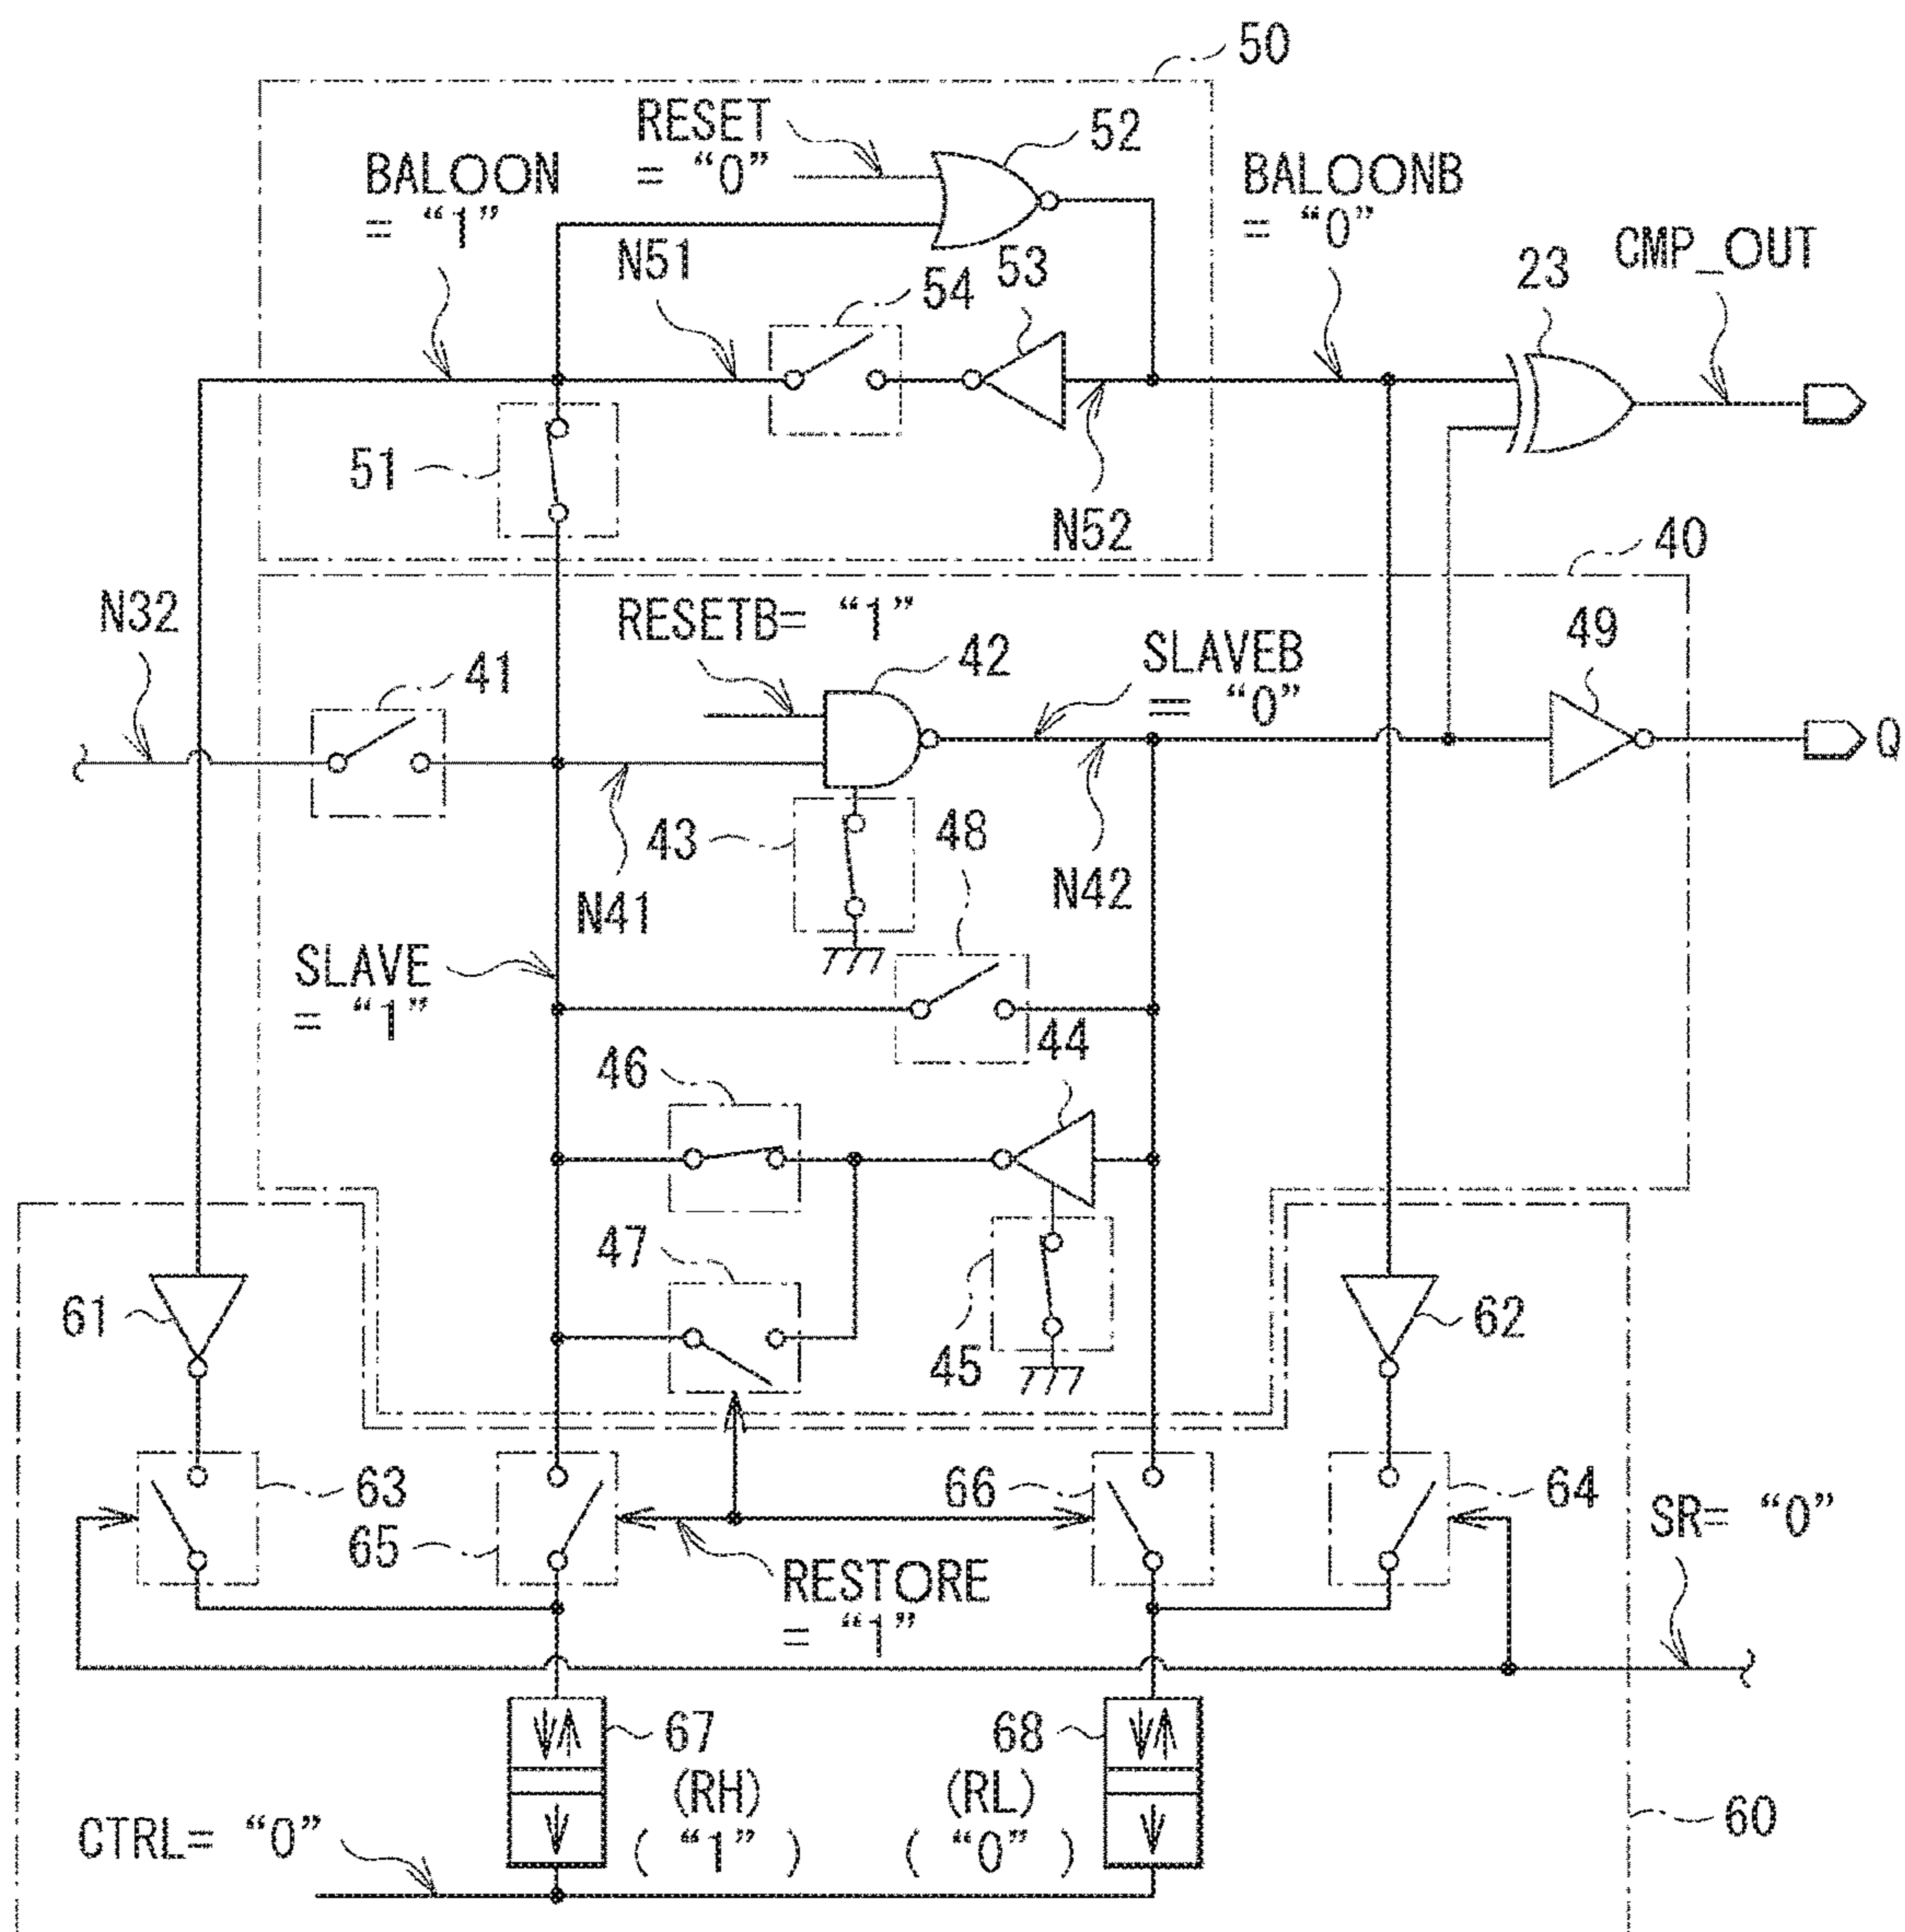 50
RESET
= “0”
52
BALOON
= “1”
BALOONB
= “0”
CMP_OUT
N51
54
53
23
51
N52
40
N32
RESETB= “1”
49
41
42
SLAVEB
= “0”
Q
43
48
N41
N42
SLAVE
= “1”
44
46
47
61
45
62
63
66
64
65
SR= “0”
RESTORE
= “1”
67
68
(RH)
(RL)
CTRL= “0”
( “1” )
( “0” )
60